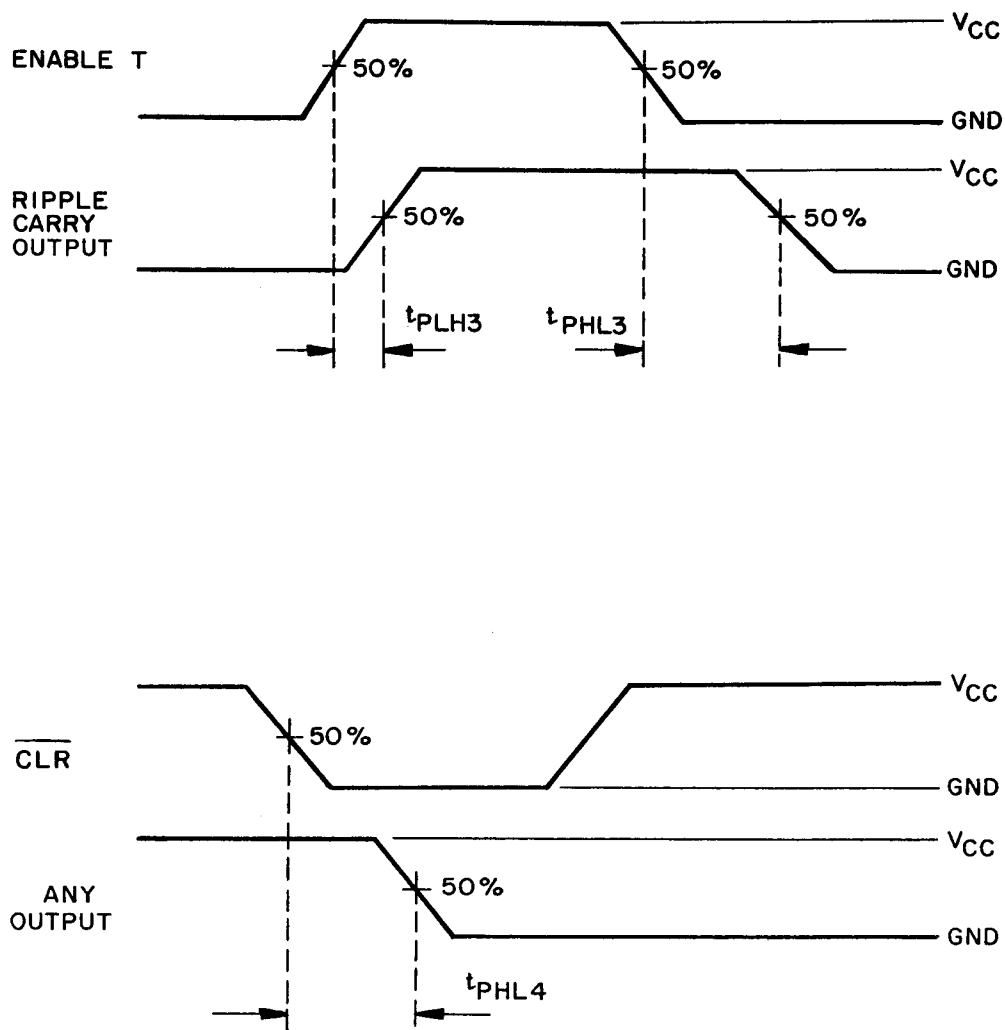 VCC
ENABLE T
50%
50%
GND
VCC
RIPPLE
CARRY
OUTPUT
50%
50%
GND
tPLH3
tPHL3
VCC
CLR
50%
GND
VCC
ANY
OUTPUT
50%
GND
tPHL4